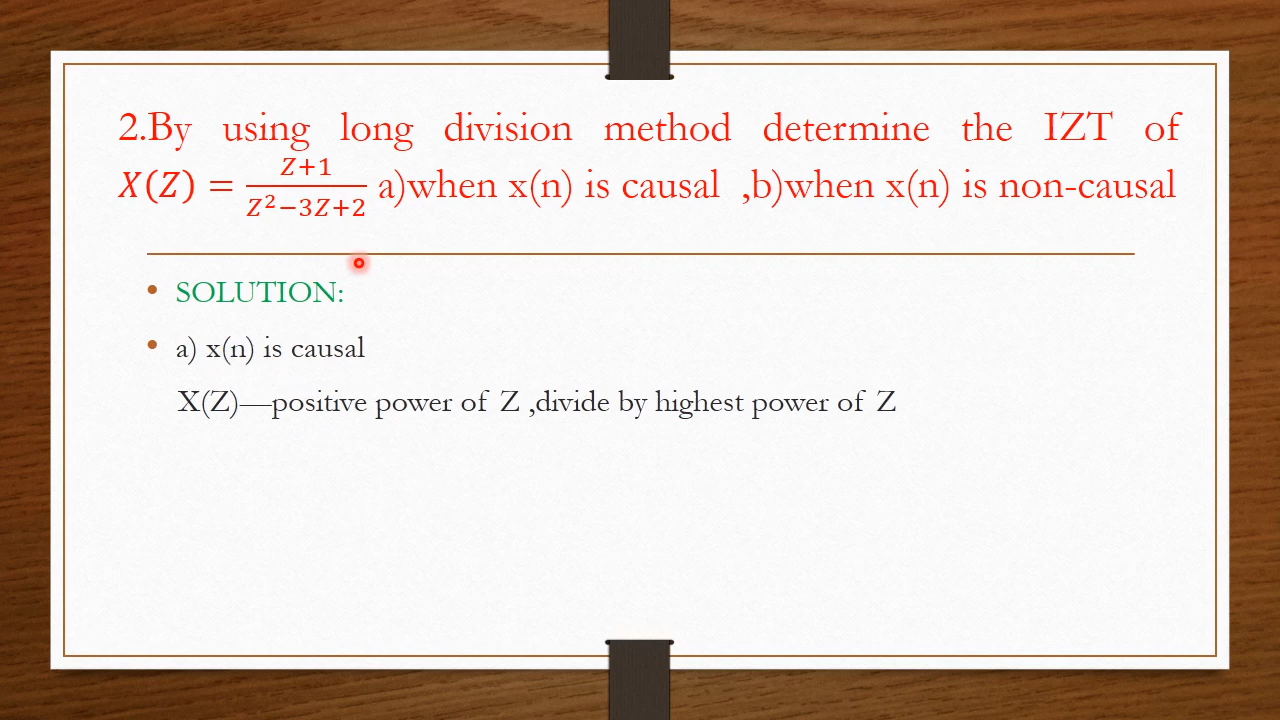 2.By using long division method determine the IZT of
𝑋(𝑍) = \frac{𝑍+1}{𝑍²−3𝑍+2} a)when x(n) is causal ,b)when x(n) is non-causal
• SOLUTION:
• a) x(n) is causal
X(Z)—positive power of Z ,divide by highest power of Z